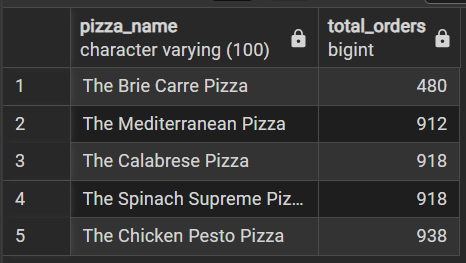 pizza_name total_orders
character varying (100) bigint
1 The Brie Carre Pizza 480
2 The Mediterranean Pizza 912
3 The Calabrese Pizza 918
4 The Spinach Supreme Piz... 918
5 The Chicken Pesto Pizza 938